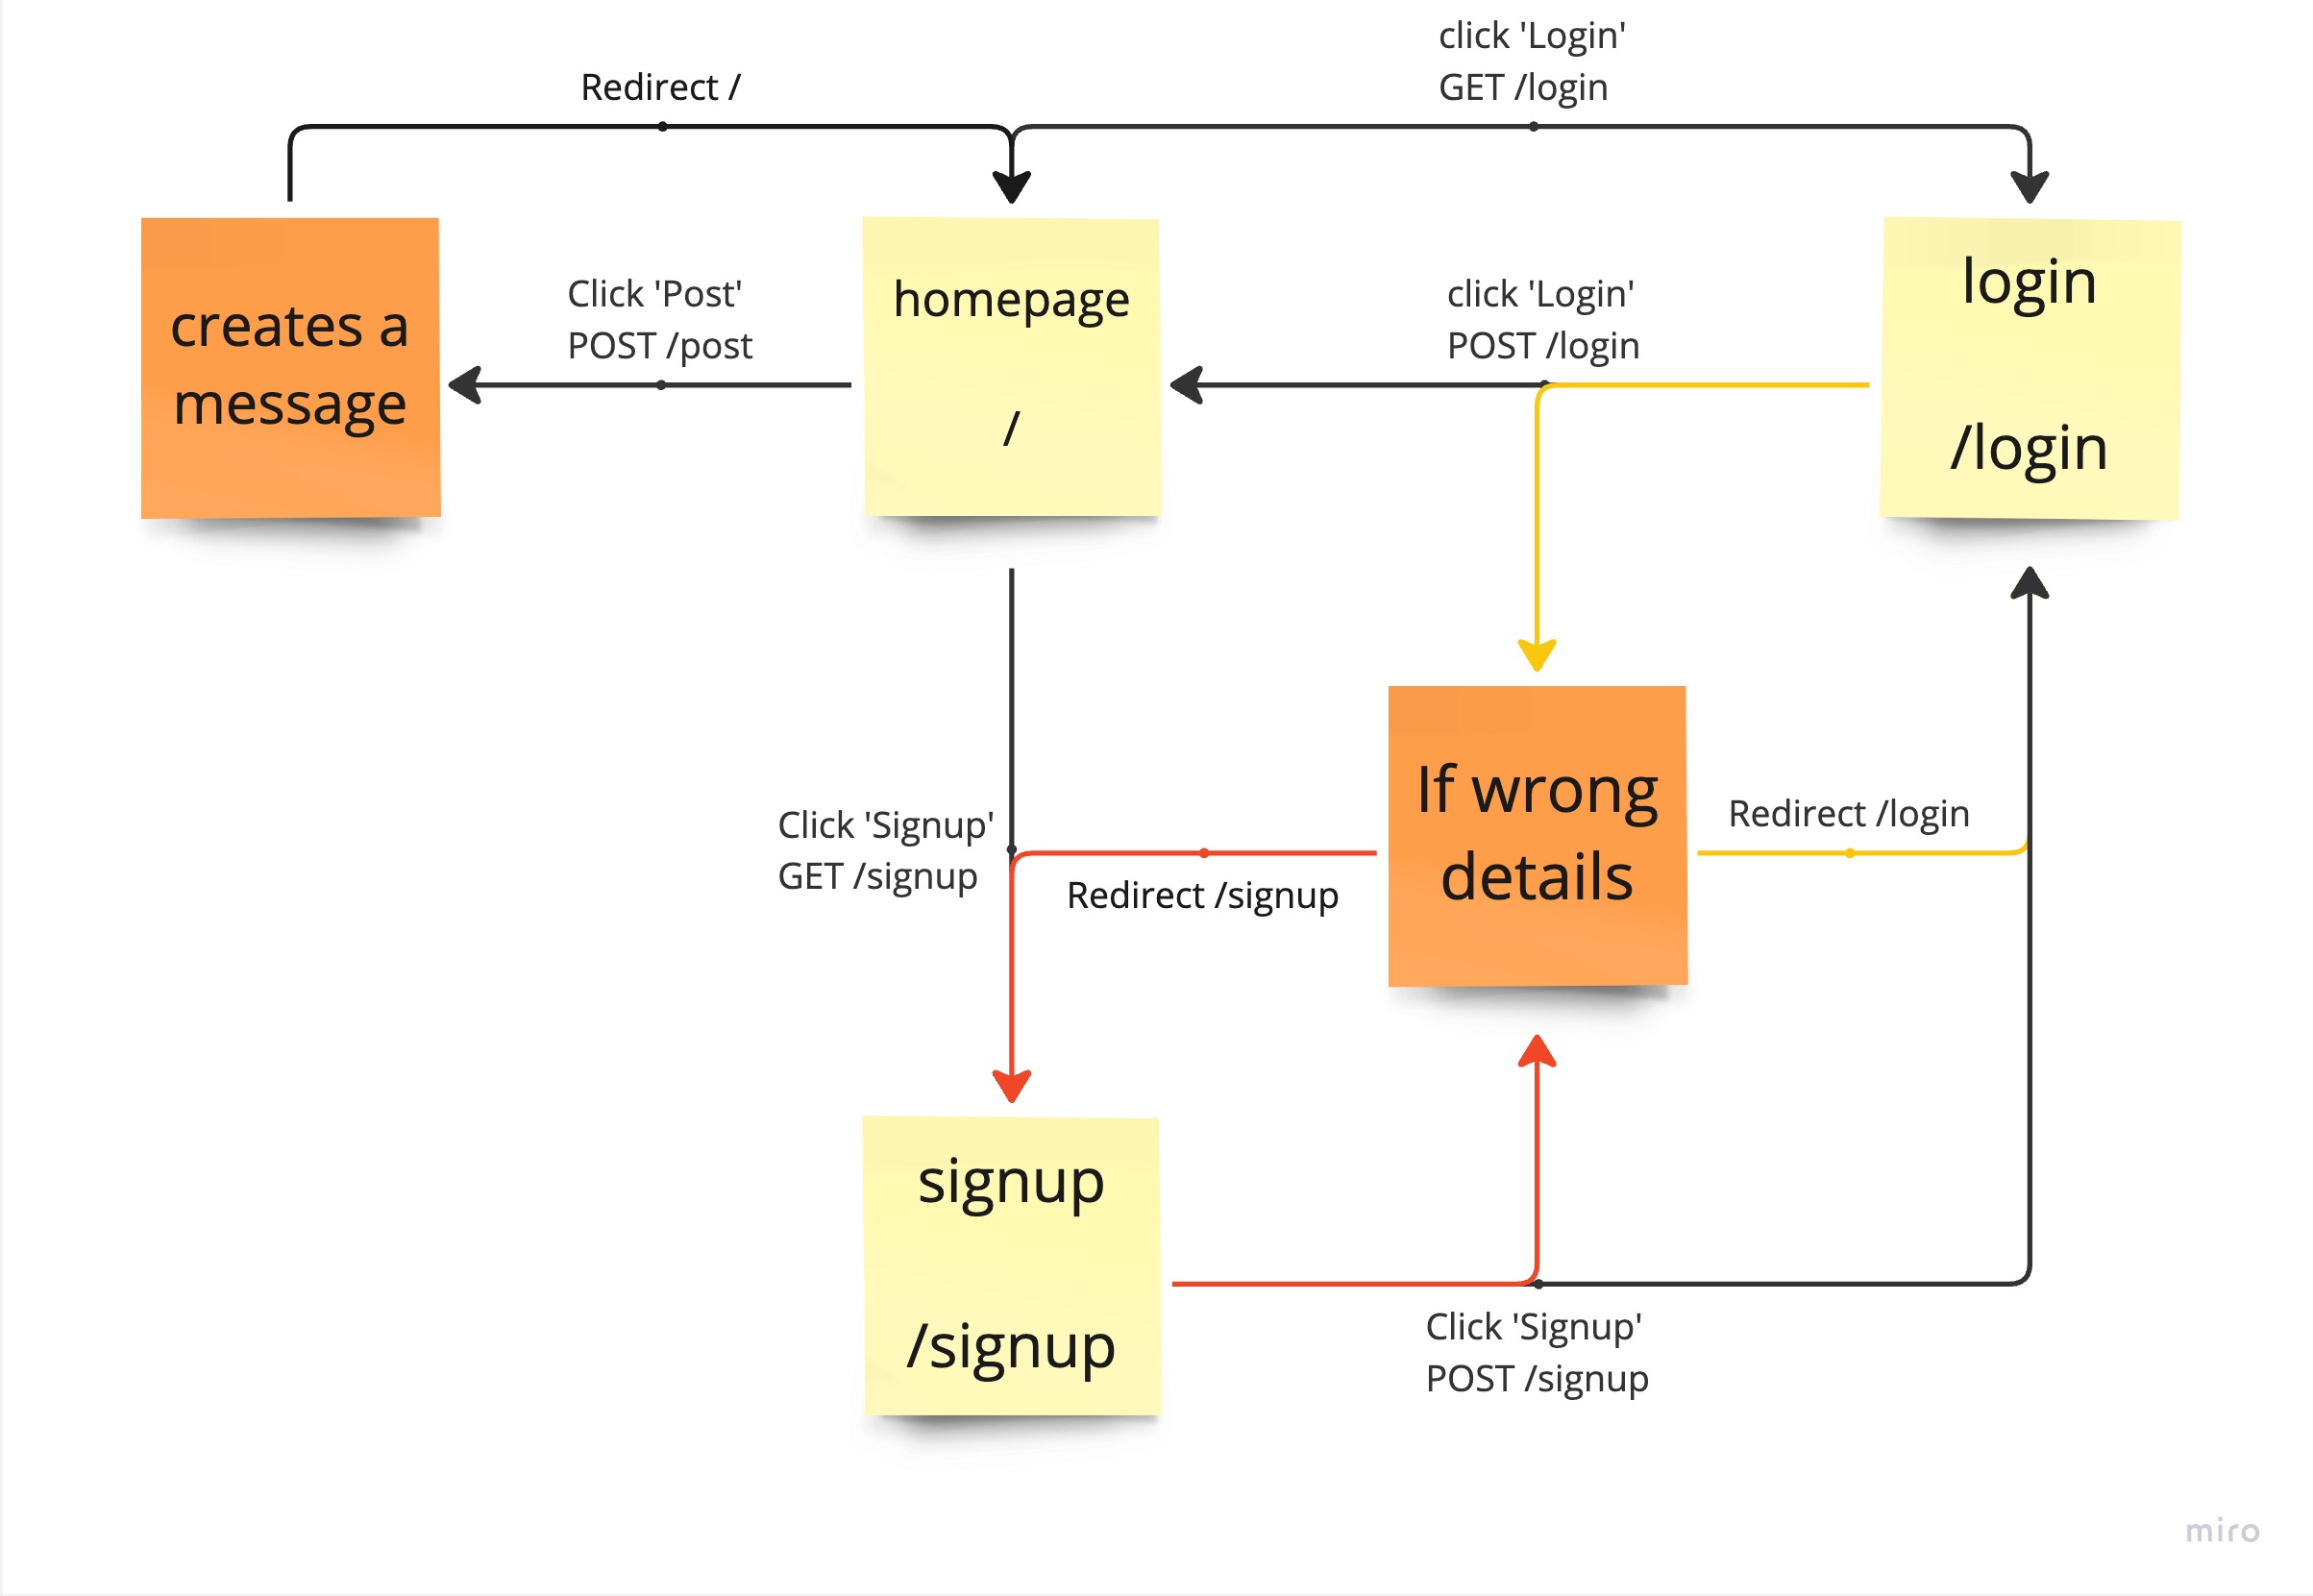 click 'Login'
GET /login
Redirect /
creates a
message
Click 'Post'
POST /post
homepage
/
click 'Login'
POST /login
login
/login
Click 'Signup'
GET /signup
Redirect /signup
If wrong
details
Redirect /login
signup
/signup
Click 'Signup'
POST /signup
miro